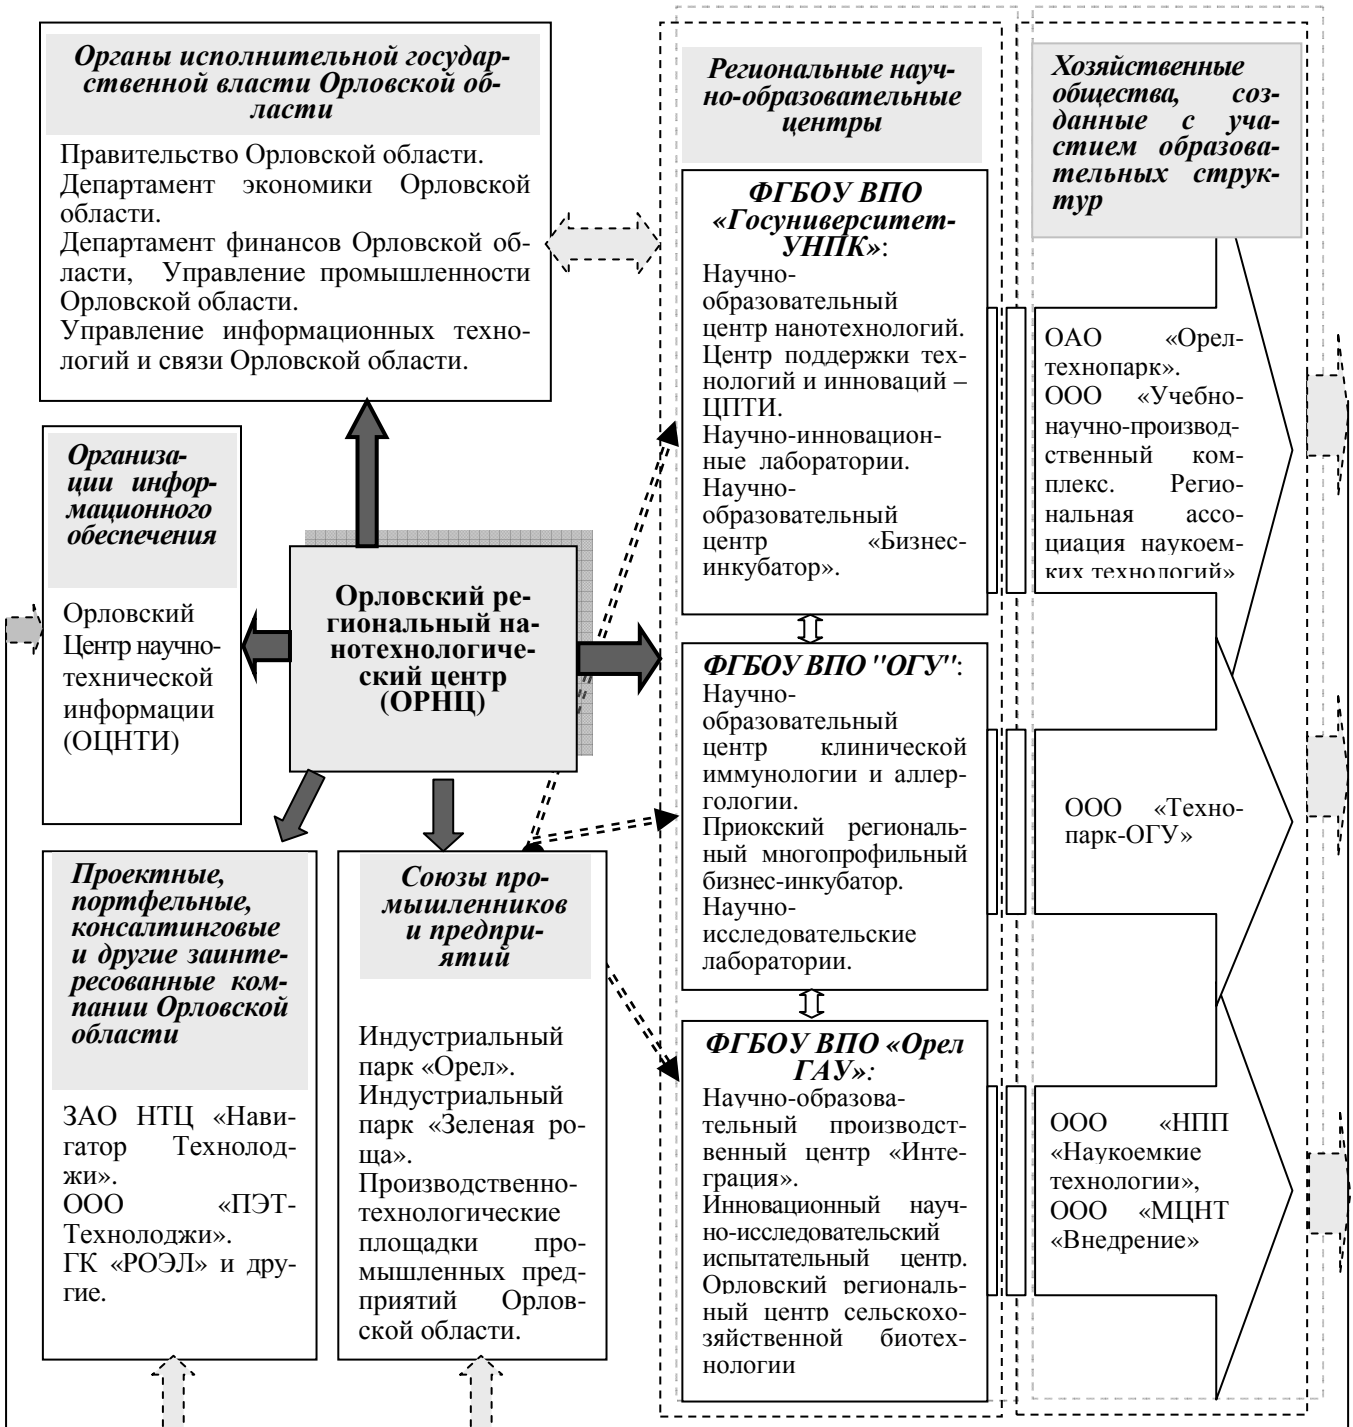 Органы исполнительной государ-
ственной власти Орловской об-
ласти
Правительство Орловской области.
Департамент экономики Орловской
области.
Департамент финансов Орловской об-
ласти, Управление промышленности
Орловской области.
Управление информационных техно-
логий и связи Орловской области.
Организа-
ции инфор-
мационного
обеспечения
Орловский
Центр научно-
технической
информации
(ОЦНТИ)
Орловский ре-
гиональный на-
нотехнологиче-
ский центр
(ОРНЦ)
Проектные,
портфельные,
консалтинговые
и другие заинте-
ресованные ком-
пании Орловской
области
ЗАО НТЦ «Нави-
гатор Технолод-
жи».
ООО «ПЭТ-
Технолоджи».
ГК «РОЭЛ» и дру-
гие.
Союзы про-
мышленников
и предпри-
ятий
Индустриальный
парк «Орел».
Индустриальный
парк «Зеленая ро-
ща».
Производственно-
технологические
площадки про-
мышленных пред-
приятий Орлов-
ской области.
Региональные науч-
но-образовательные
центры
ФГБОУ ВПО
«Госуниверситет-
УНПК»:
Научно-
образовательный
центр нанотехнологий.
Центр поддержки тех-
нологий и инноваций –
ЦПТИ.
Научно-инновацион-
ные лаборатории.
Научно-
образовательный
центр «Бизнес-
инкубатор».
ФГБОУ ВПО "ОГУ":
Научно-
образовательный
центр клинической
иммунологии и аллер-
гологии.
Приокский региональ-
ный многопрофильный
бизнес-инкубатор.
Научно-
исследовательские
лаборатории.
ФГБОУ ВПО «Орел
ГАУ»:
Научно-образова-
тельный производст-
венный центр «Инте-
грация».
Инновационный науч-
но-исследовательский
испытательный центр.
Орловский региональ-
ный центр сельскохо-
зяйственной биотех-
нологии
Хозяйственные
общества, соз-
данные с уча-
стием образова-
тельных струк-
тур
ОАО «Орел-
технопарк».
ООО «Учебно-
научно-производ-
ственный ком-
плекс. Регио-
нальная ассо-
циация наукоем-
ких технологий»
ООО «Техно-
парк-ОГУ»
ООО «НПП
«Наукоемкие
технологии»,
ООО «МЦНТ
«Внедрение»